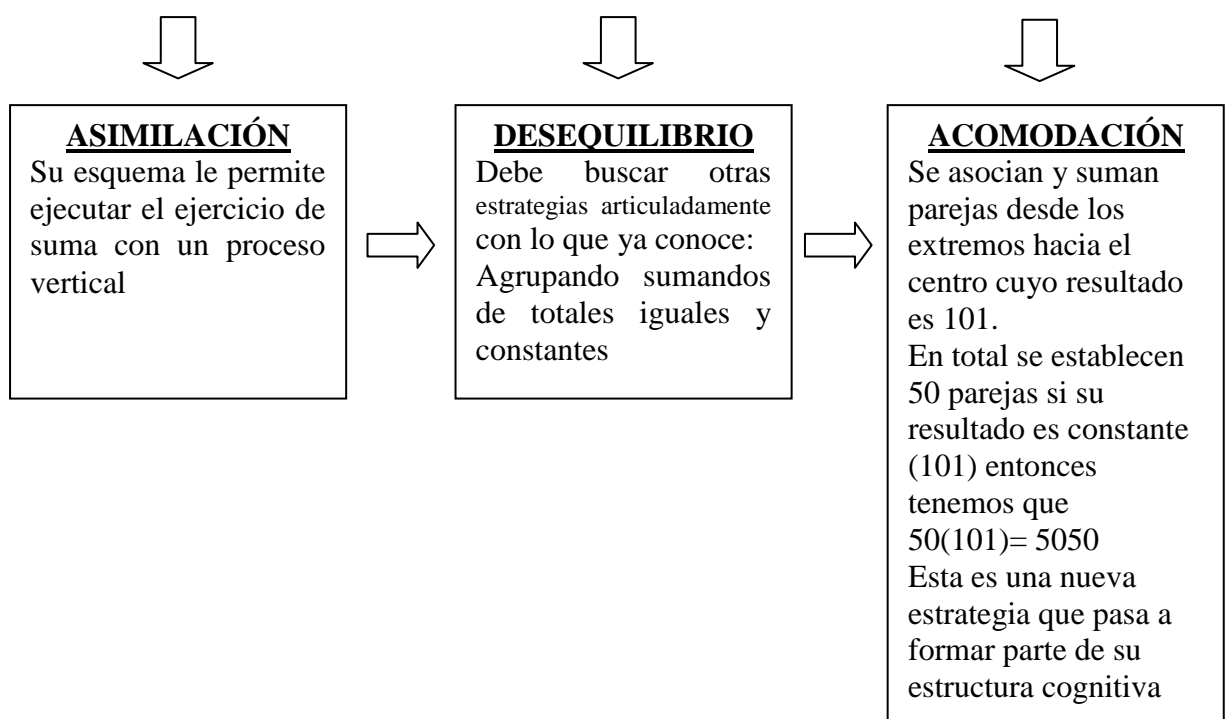 ASIMILACIÓN
Su esquema le permite
ejecutar el ejercicio de
suma con un proceso
vertical
DESEQUILIBRIO
Debe buscar otras
estrategias articuladamente
con lo que ya conoce:
Agrupando sumandos
de totales iguales y
constantes
ACOMODACIÓN
Se asocian y suman
parejas desde los
extremos hacia el
centro cuyo resultado
es 101.
En total se establecen
50 parejas si su
resultado es constante
(101) entonces
tenemos que
50(101)= 5050
Esta es una nueva
estrategia que pasa a
formar parte de su
estructura cognitiva